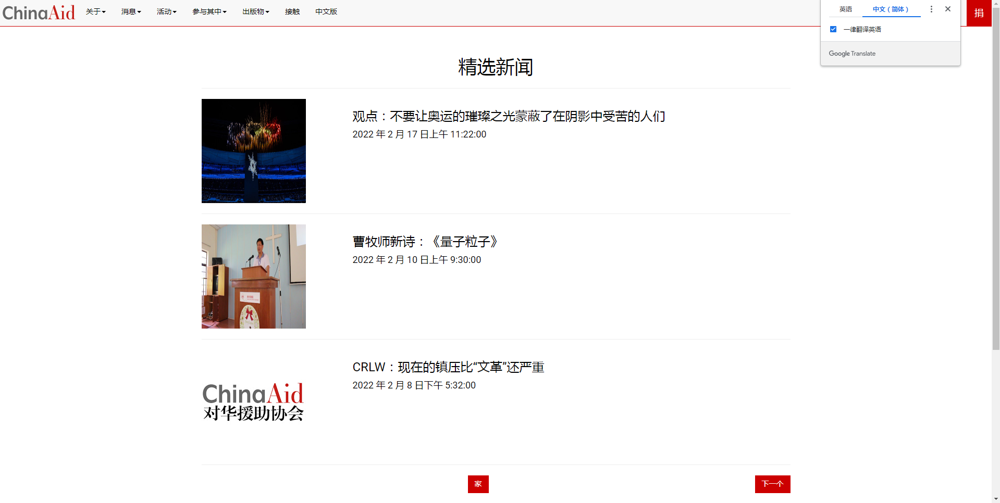 ChinaAid 关于 消息 活动 参与其中 出版物 接触 中文版 捐
英语 中文（简体）
一律翻译英语
Google Translate
精选新闻
观点：不要让奥运的璀璨之光蒙蔽了在阴影中受苦的人们
2022 年 2 月 17 日上午 11:22:00
曹牧师新诗：《量子粒子》
2022 年 2 月 10 日上午 9:30:00
CRLW：现在的镇压比“文革”还严重
2022 年 2 月 8 日下午 5:32:00
ChinaAid
对华援助协会
家 下一个